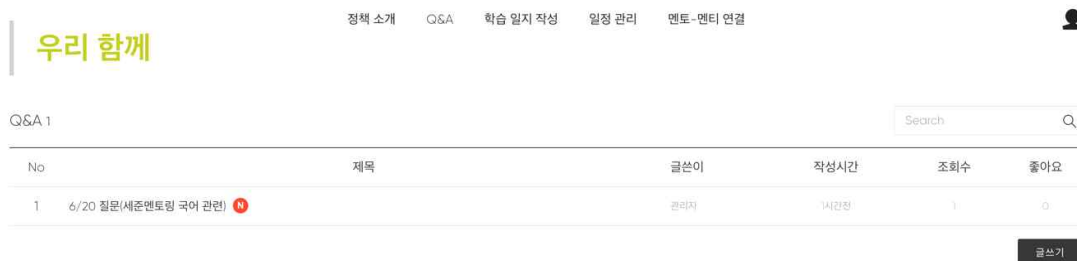 정책 소개 Q&A 학습 일지 작성 일정 관리 멘토-멘티 연결
우리 함께
Q&A 1
Search
No 제목 글쓴이 작성시간 조회수 좋아요
1 6/20 질문(세준멘토링 국어 관련) N 관리자 1시간전 1 0
글쓰기